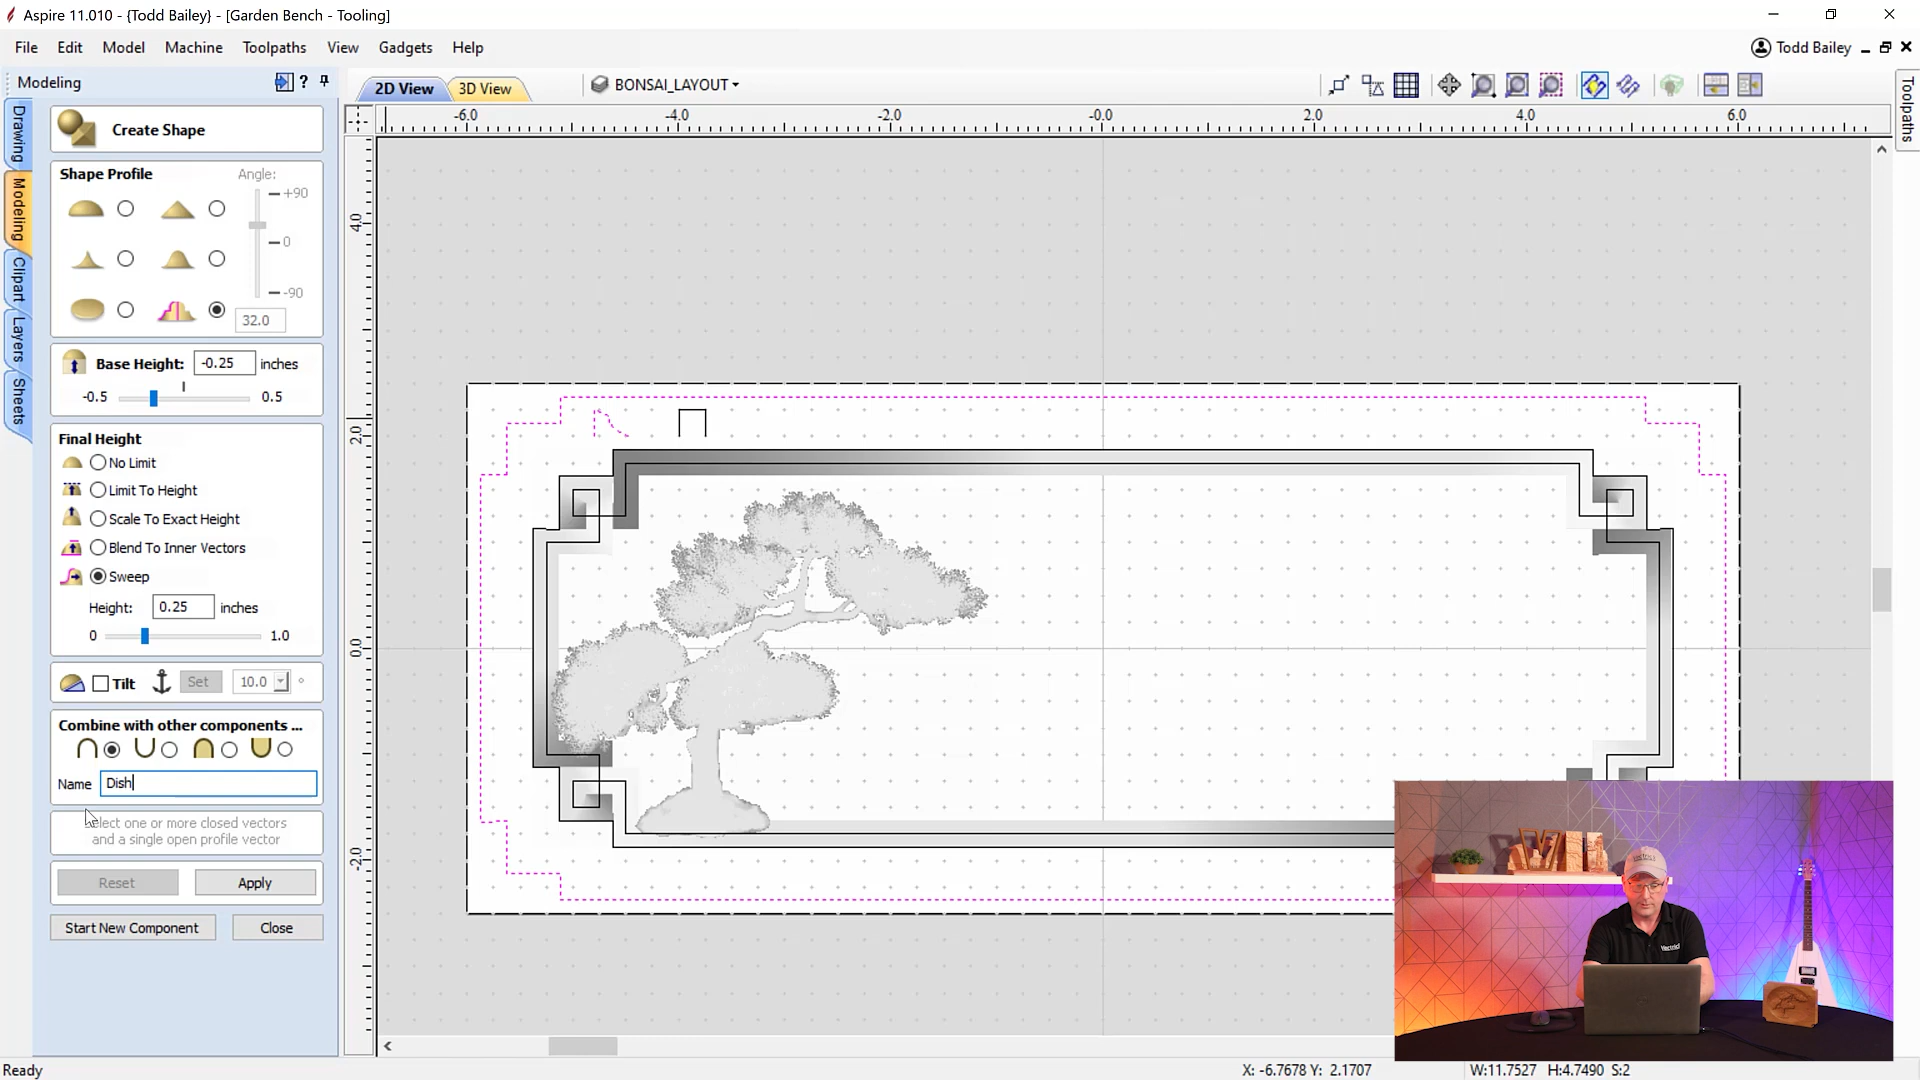 Aspire 11.010 - {Todd Bailey} - [Garden Bench - Tooling]
File Edit Model Machine Toolpaths View Gadgets Help
Todd Bailey
Modeling
2D View
3D View
BONSAI_LAYOUT
Toolpaths
Drawing
Modeling
Clipart
Layers
Sheets
-6.0 -4.0 -2.0 -0.0 2.0 4.0 6.0
4.0
2.0
0.0
-2.0
Create Shape
Shape Profile
Angle:
+90
0
-90
32.0
Base Height: -0.25 inches
-0.5 0.5
Final Height
No Limit
Limit To Height
Scale To Exact Height
Blend To Inner Vectors
Sweep
Height: 0.25 inches
0 1.0
Tilt Set 10.0 °
Combine with other components ...
Name Dish
Select one or more closed vectors
and a single open profile vector
Reset Apply
Start New Component Close
Ready
X: -6.7678 Y: 2.1707
W:11.7527 H:4.7490 S:2